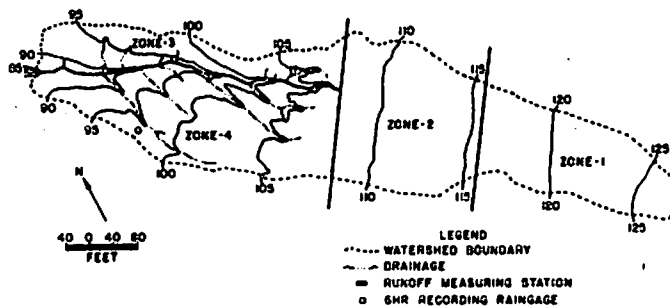 95
ZONE-3
100
105
110
90
85
115
90
95
ZONE-4
ZONE-2
120
ZONE-1
125
100
105
110
115
120
125
N
40 0 40 80
FEET
LEGEND
WATERSHED BOUNDARY
DRAINAGE
RUNOFF MEASURING STATION
6HR RECORDING RAINGAGE